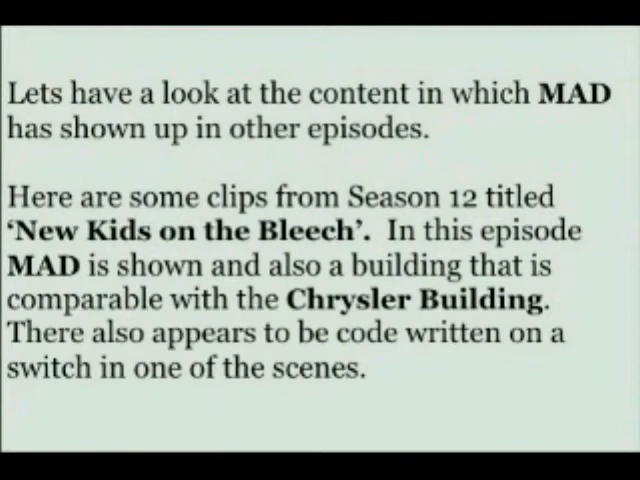 Lets have a look at the content in which MAD
has shown up in other episodes.
Here are some clips from Season 12 titled
‘New Kids on the Bleech’. In this episode
MAD is shown and also a building that is
comparable with the Chrysler Building.
There also appears to be code written on a
switch in one of the scenes.